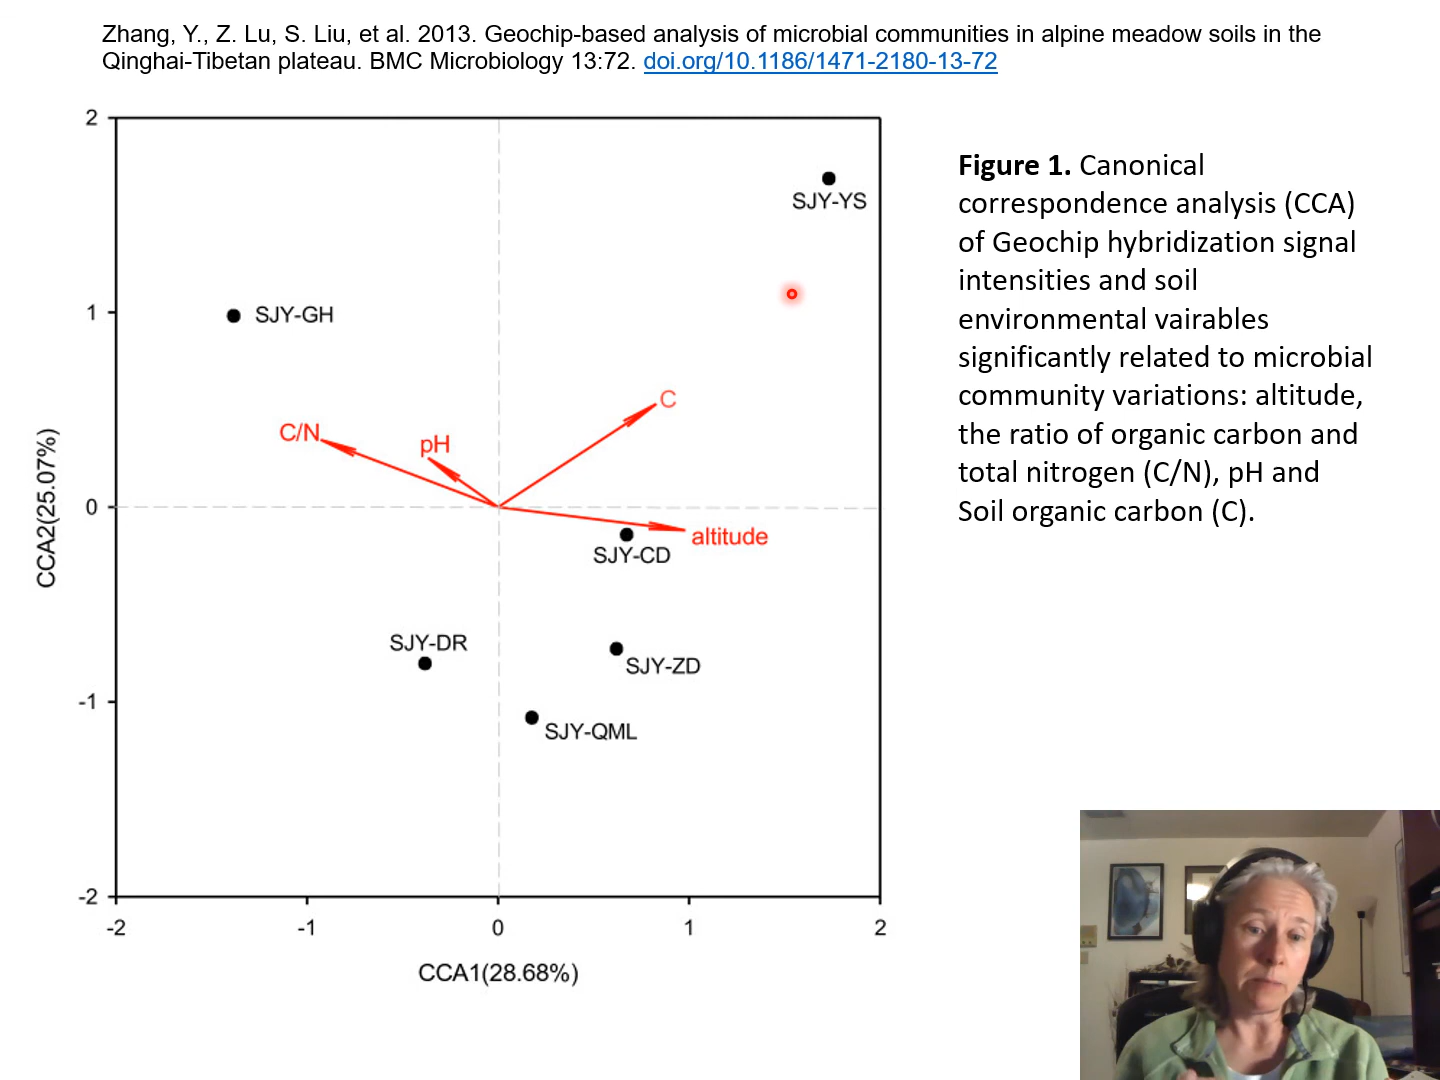 Zhang, Y., Z. Lu, S. Liu, et al. 2013. Geochip-based analysis of microbial communities in alpine meadow soils in the
Qinghai-Tibetan plateau. BMC Microbiology 13:72. doi.org/10.1186/1471-2180-13-72
2
SJY-YS
1
SJY-GH
C
C/N
pH
0
altitude
SJY-CD
SJY-DR
SJY-ZD
-1
SJY-QML
-2
-2
-1
0
1
2
CCA1(28.68%)
CCA2(25.07%)
Figure 1. Canonical
correspondence analysis (CCA)
of Geochip hybridization signal
intensities and soil
environmental vairables
significantly related to microbial
community variations: altitude,
the ratio of organic carbon and
total nitrogen (C/N), pH and
Soil organic carbon (C).